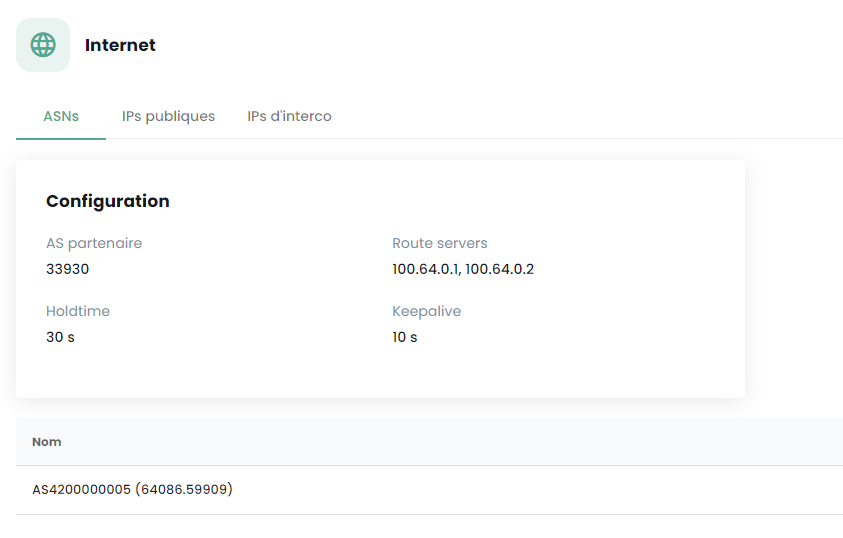 Internet
ASNs IPs publiques IPs d'interco
Configuration
AS partenaire Route servers
33930 100.64.0.1, 100.64.0.2
Holdtime Keepalive
30 s 10 s
Nom
AS4200000005 (64086.59909)